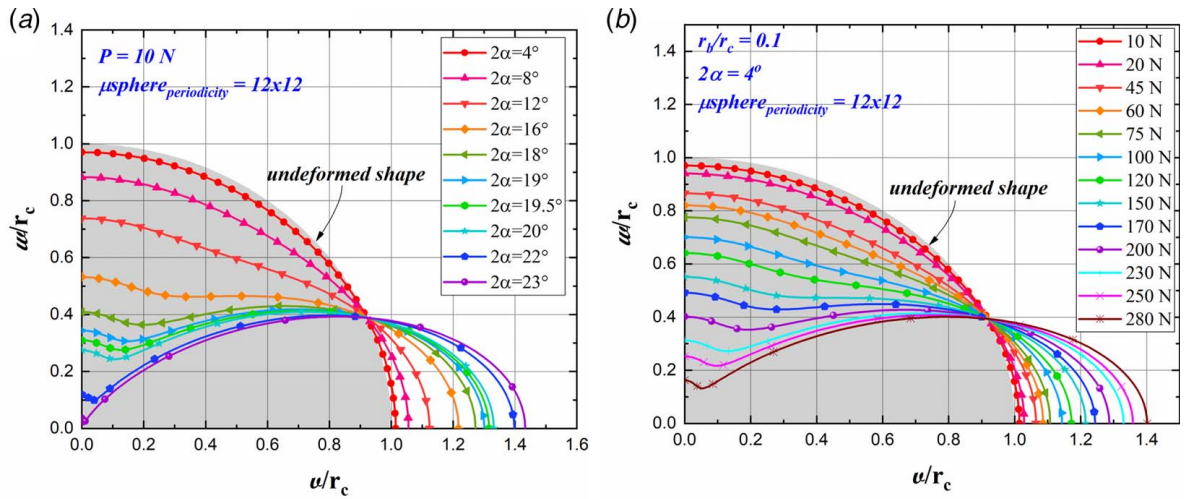 (a)
P = 10 N
μsphere_periodicity = 12x12
2α=4°
2α=8°
2α=12°
2α=16°
2α=18°
2α=19°
2α=19.5°
2α=20°
2α=22°
2α=23°
undeformed shape
1.4
1.2
1.0
0.8
0.6
0.4
0.2
0.0
0.0 0.2 0.4 0.6 0.8 1.0 1.2 1.4 1.6
w/r_c
v/r_c
(b)
r_b/r_c = 0.1
2α = 4°
μsphere_periodicity = 12x12
10 N
20 N
45 N
60 N
75 N
100 N
120 N
150 N
170 N
200 N
230 N
250 N
280 N
undeformed shape
1.4
1.2
1.0
0.8
0.6
0.4
0.2
0.0
0.0 0.2 0.4 0.6 0.8 1.0 1.2 1.4
w/r_c
v/r_c